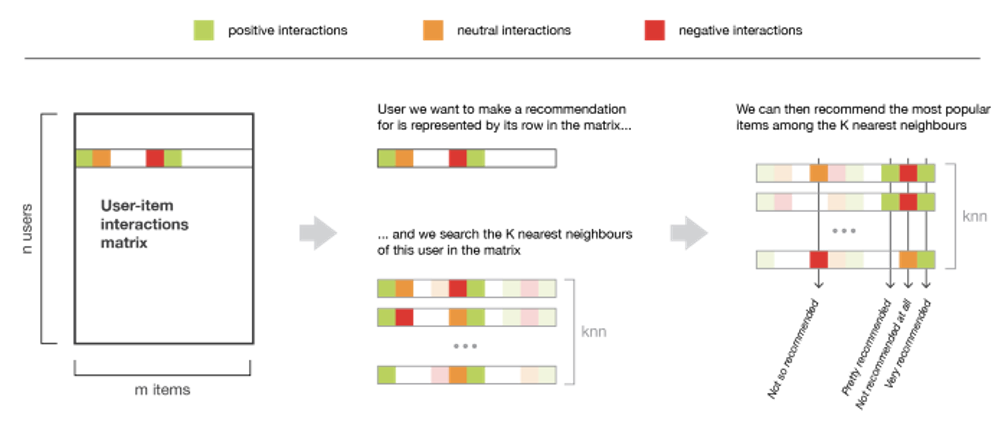 positive interactions
neutral interactions
negative interactions
n users
User-item
interactions
matrix
m items
User we want to make a recommendation
for is represented by its row in the matrix...
... and we search the K nearest neighbours
of this user in the matrix
knn
We can then recommend the most popular
items among the K nearest neighbours
knn
Not so recommended
Pretty recommended
Not recommended at all
Very recommended